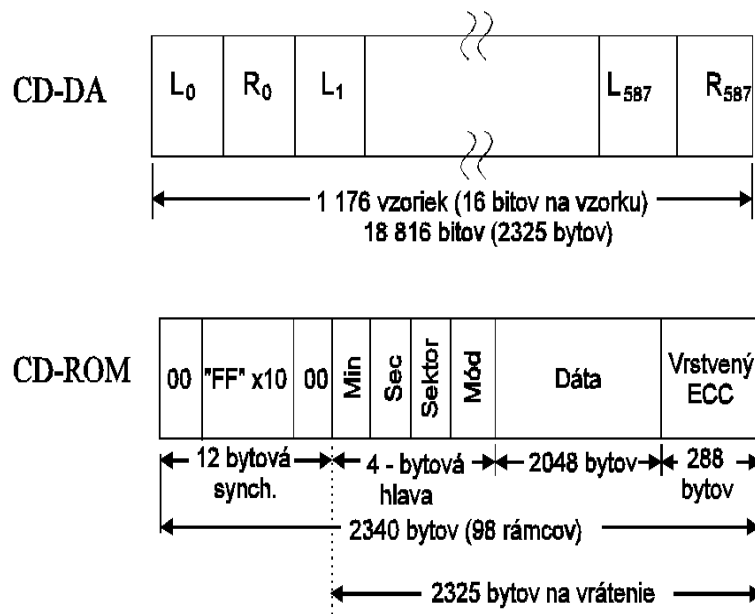 CD-DA
L0 R0 L1 L587 R587
1 176 vzoriek (16 bitov na vzorku)
18 816 bitov (2325 bytov)
CD-ROM
00 "FF" x10 00 Min Sec Sektor Mód Dáta Vrstvený ECC
12 bytová synch. 4 - bytová hlava 2048 bytov 288 bytov
2340 bytov (98 rámcov)
2325 bytov na vrátenie